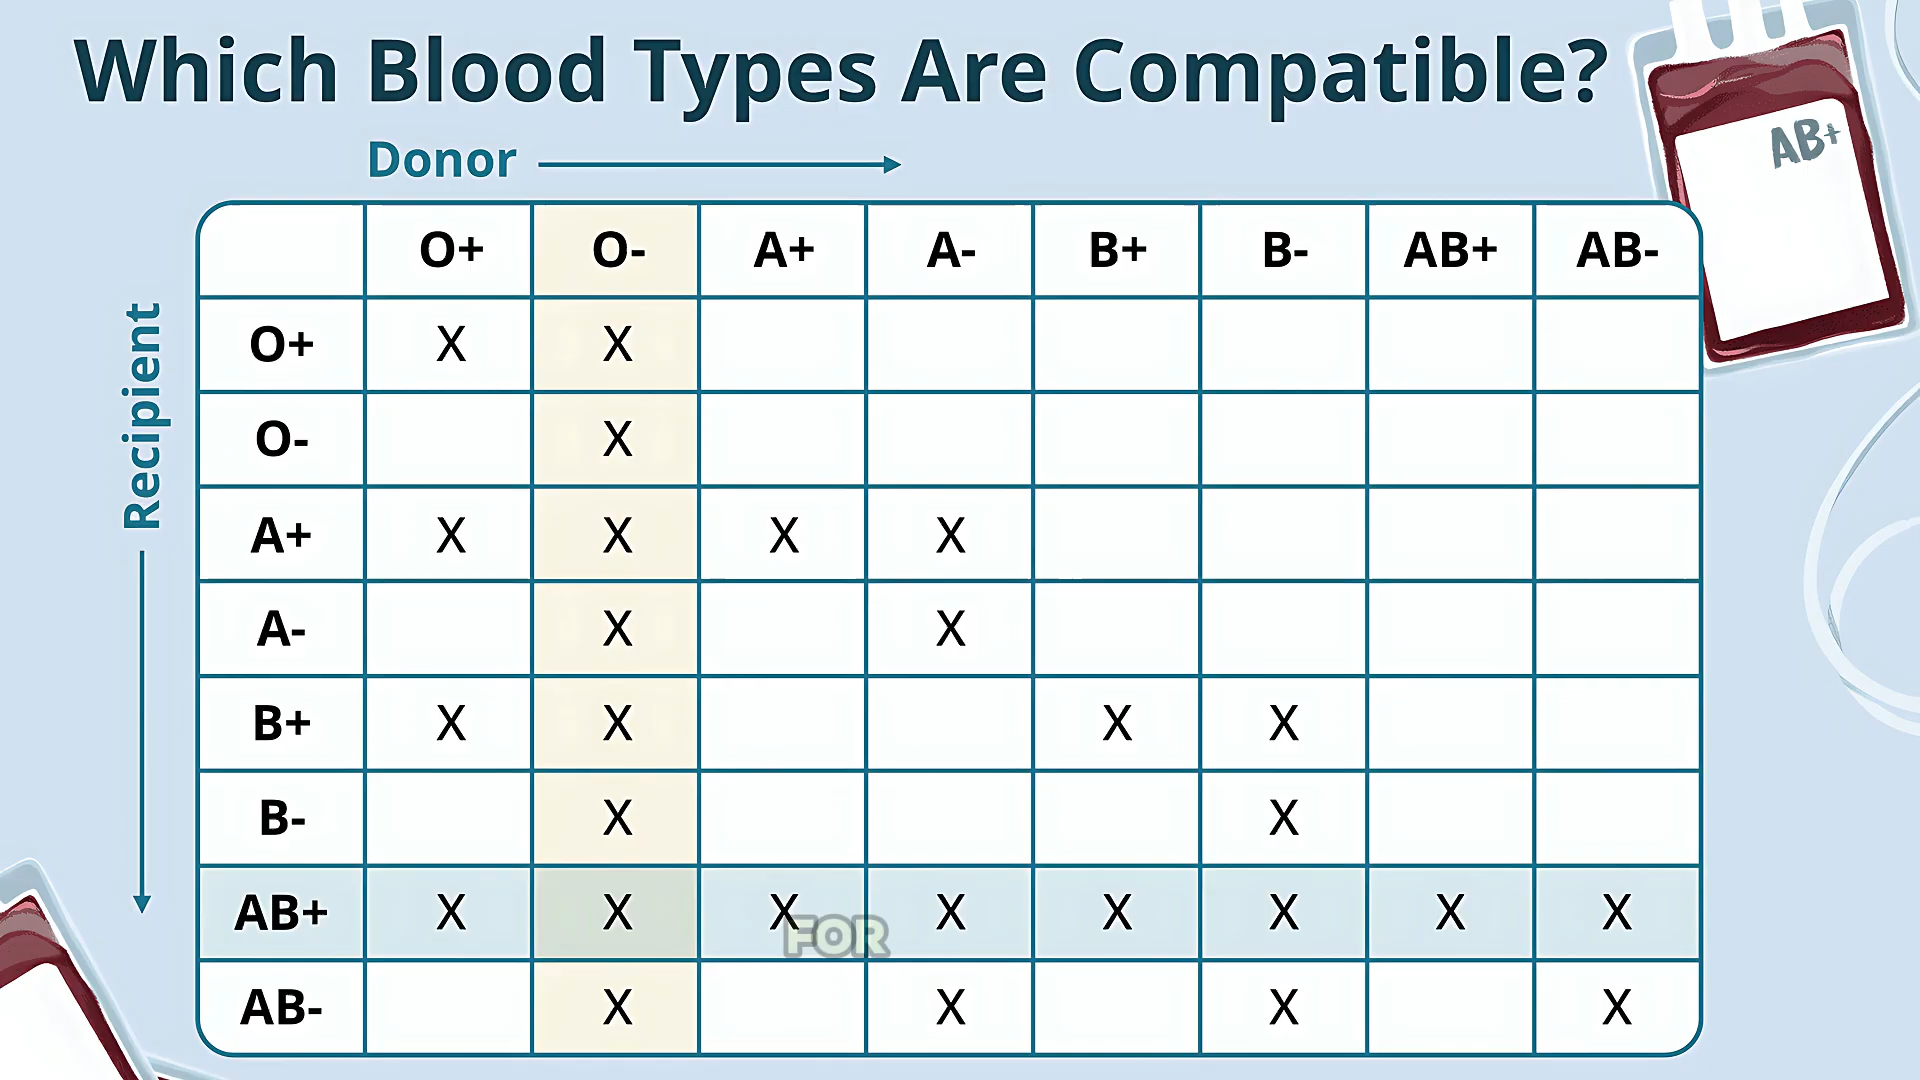 Which Blood Types Are Compatible?
AB+
Donor
Recipient
O+ O- A+ A- B+ B- AB+ AB-
O+ X X
O- X
A+ X X X X
A- X X
B+ X X X X
B- X X
AB+ X X X X X X X X
FOR
AB- X X X X